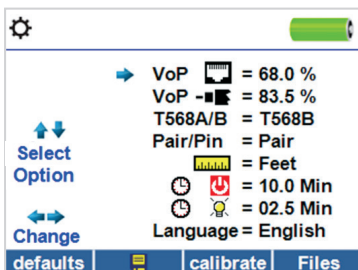 VoP = 68.0 %
VoP = 83.5 %
T568A/B = T568B
Pair/Pin = Pair
= Feet
= 10.0 Min
= 02.5 Min
Language = English
Select
Option
Change
defaults
calibrate
Files